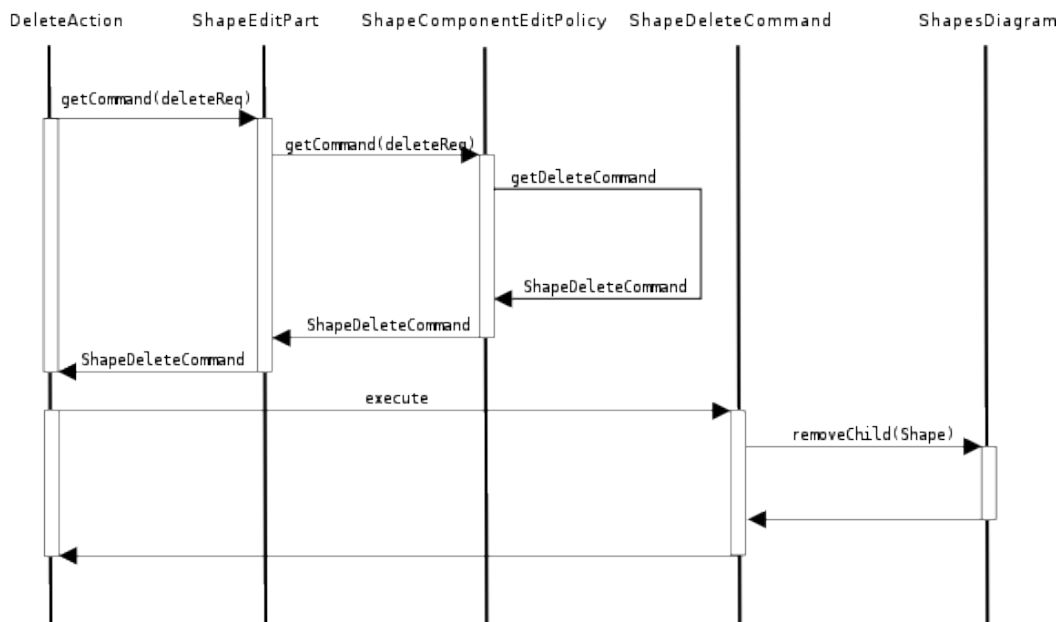 DeleteAction
ShapeEditPart
ShapeComponentEditPolicy
ShapeDeleteCommand
ShapesDiagram
getCommand(deleteReq)
getCommand(deleteReq)
getDeleteCommand
ShapeDeleteCommand
ShapeDeleteCommand
ShapeDeleteCommand
execute
removeChild(Shape)